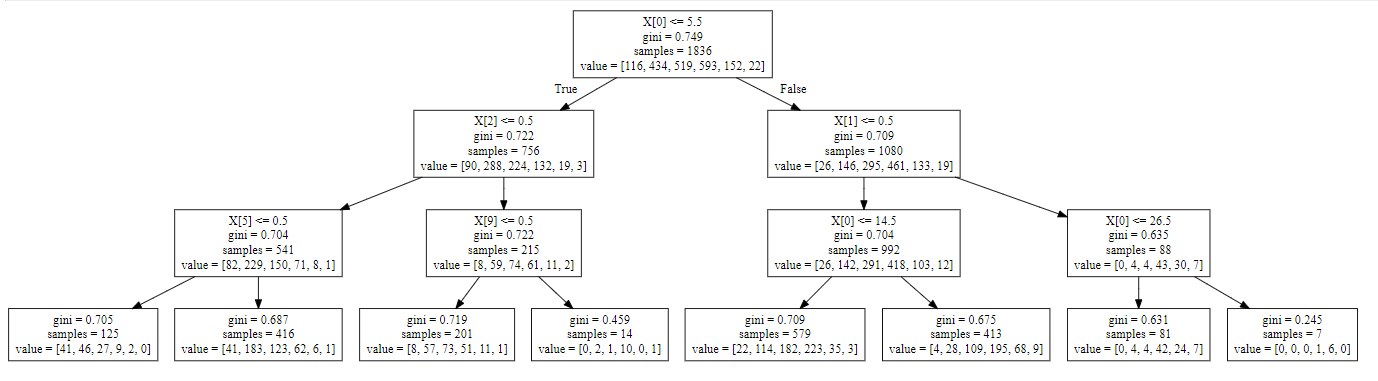 X[0] <= 5.5
gini = 0.749
samples = 1836
value = [116, 434, 519, 593, 152, 22]
True
False
X[2] <= 0.5
gini = 0.722
samples = 756
value = [90, 288, 224, 132, 19, 3]
X[1] <= 0.5
gini = 0.709
samples = 1080
value = [26, 146, 295, 461, 133, 19]
X[5] <= 0.5
gini = 0.704
samples = 541
value = [82, 229, 150, 71, 8, 1]
X[9] <= 0.5
gini = 0.722
samples = 215
value = [8, 59, 74, 61, 11, 2]
X[0] <= 14.5
gini = 0.704
samples = 992
value = [26, 142, 291, 418, 103, 12]
X[0] <= 26.5
gini = 0.635
samples = 88
value = [0, 4, 4, 43, 30, 7]
gini = 0.705
samples = 125
value = [41, 46, 27, 9, 2, 0]
gini = 0.687
samples = 416
value = [41, 183, 123, 62, 6, 1]
gini = 0.719
samples = 201
value = [8, 57, 73, 51, 11, 1]
gini = 0.459
samples = 14
value = [0, 2, 1, 10, 0, 1]
gini = 0.709
samples = 579
value = [22, 114, 182, 223, 35, 3]
gini = 0.675
samples = 413
value = [4, 28, 109, 195, 68, 9]
gini = 0.631
samples = 81
value = [0, 4, 4, 42, 24, 7]
gini = 0.245
samples = 7
value = [0, 0, 0, 1, 6, 0]